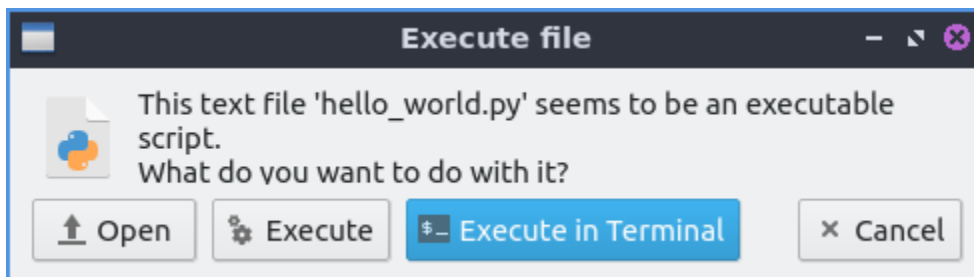 Execute file
This text file 'hello_world.py' seems to be an executable
script.
What do you want to do with it?
Open
Execute
$_ Execute in Terminal
Cancel